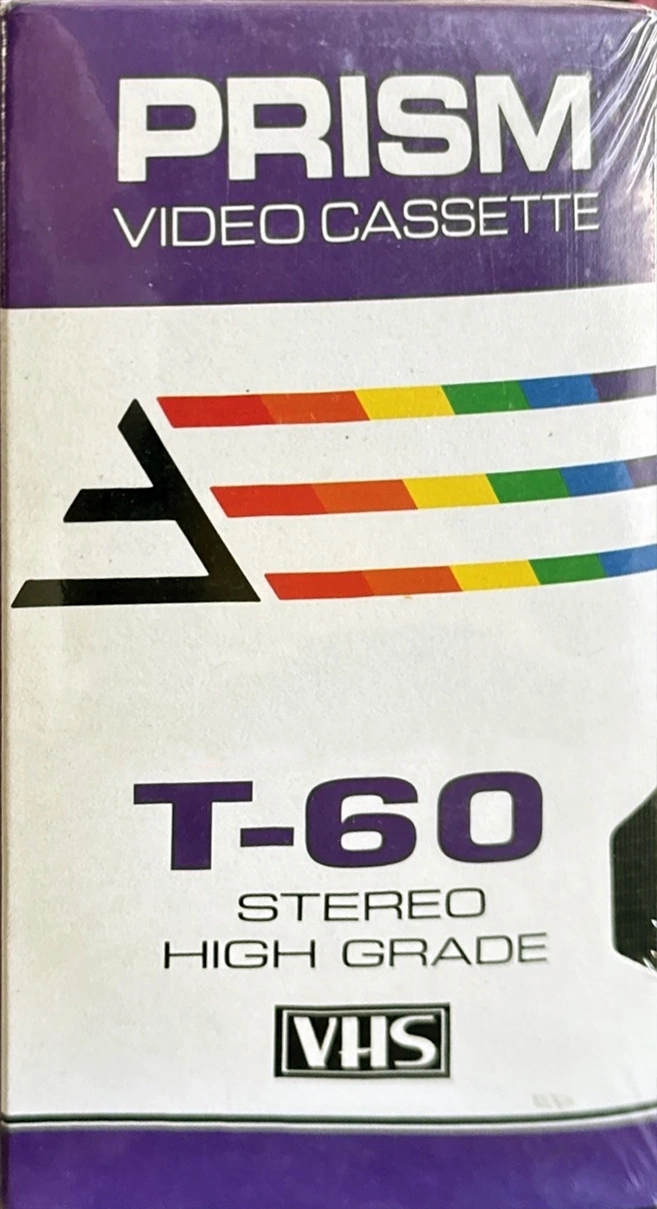 PRISM
VIDEO CASSETTE
T-60
STEREO
HIGH GRADE
VHS